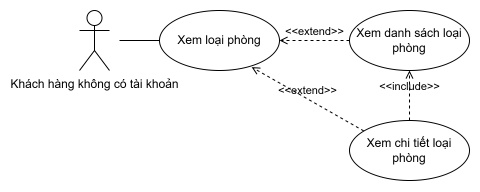 Xem loại phòng
<<extend>>
Xem danh sách loại
phòng
Khách hàng không có tài khoản
<<extend>>
<<include>>
Xem chi tiết loại
phòng